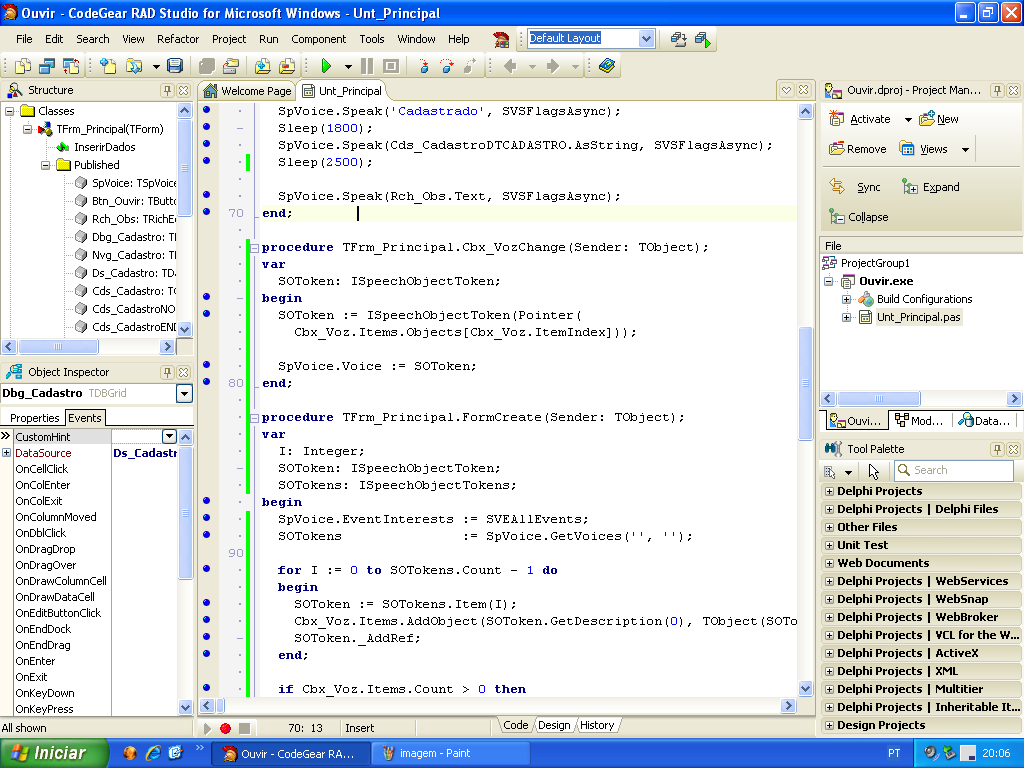 Ouvir - CodeGear RAD Studio for Microsoft Windows - Unt_Principal
File Edit Search View Refactor Project Run Component Tools Window Help
Default Layout
Structure
Classes
TFrm_Principal(TForm)
InserirDados
Published
SpVoice: TSpVoice
Btn_Ouvir: TButt
Rch_Obs: TRichE
Dbg_Cadastro: T
Nvg_Cadastro: T
Ds_Cadastro: TD
Cds_Cadastro: T
Cds_CadastroNO
Cds_CadastroEN
Object Inspector
Dbg_Cadastro TDBGrid
Properties Events
CustomHint
DataSource Ds_Cadastr
OnCellClick
OnColEnter
OnColExit
OnColumnMoved
OnDblClick
OnDragDrop
OnDragOver
OnDrawColumnCell
OnDrawDataCell
OnEditButtonClick
OnEndDock
OnEndDrag
OnEnter
OnExit
OnKeyDown
OnKeyPress
All shown
Welcome Page Unt_Principal
SpVoice.Speak('Cadastrado', SVSFlagsAsync);
Sleep(1800);
SpVoice.Speak(Cds_CadastroDTCADASTRO.AsString, SVSFlagsAsync);
Sleep(2500);
SpVoice.Speak(Rch_Obs.Text, SVSFlagsAsync);
70 end;
procedure TFrm_Principal.Cbx_VozChange(Sender: TObject);
var
SOToken: ISpeechObjectToken;
begin
SOToken := ISpeechObjectToken(Pointer(
Cbx_Voz.Items.Objects[Cbx_Voz.ItemIndex]));
SpVoice.Voice := SOToken;
80 end;
procedure TFrm_Principal.FormCreate(Sender: TObject);
var
I: Integer;
SOToken: ISpeechObjectToken;
SOTokens: ISpeechObjectTokens;
begin
SpVoice.EventInterests := SVEAllEvents;
SOTokens := SpVoice.GetVoices('', '');
90
for I := 0 to SOTokens.Count - 1 do
begin
SOToken := SOTokens.Item(I);
Cbx_Voz.Items.AddObject(SOToken.GetDescription(0), TObject(SOTo
SOToken._AddRef;
end;
if Cbx_Voz.Items.Count > 0 then
70: 13 Insert
Code Design History
Ouvir.dproj - Project Man...
Activate New
Remove Views
Sync Expand
Collapse
File
ProjectGroup1
Ouvir.exe
Build Configurations
Unt_Principal.pas
Ouvi... Mod... Data...
Tool Palette
Search
Delphi Projects
Delphi Projects | Delphi Files
Other Files
Unit Test
Web Documents
Delphi Projects | WebServices
Delphi Projects | WebSnap
Delphi Projects | WebBroker
Delphi Projects | VCL for the W...
Delphi Projects | ActiveX
Delphi Projects | XML
Delphi Projects | Multitier
Delphi Projects | Inheritable It...
Design Projects
Iniciar
Ouvir - CodeGear RA...
imagem - Paint
PT
20:06